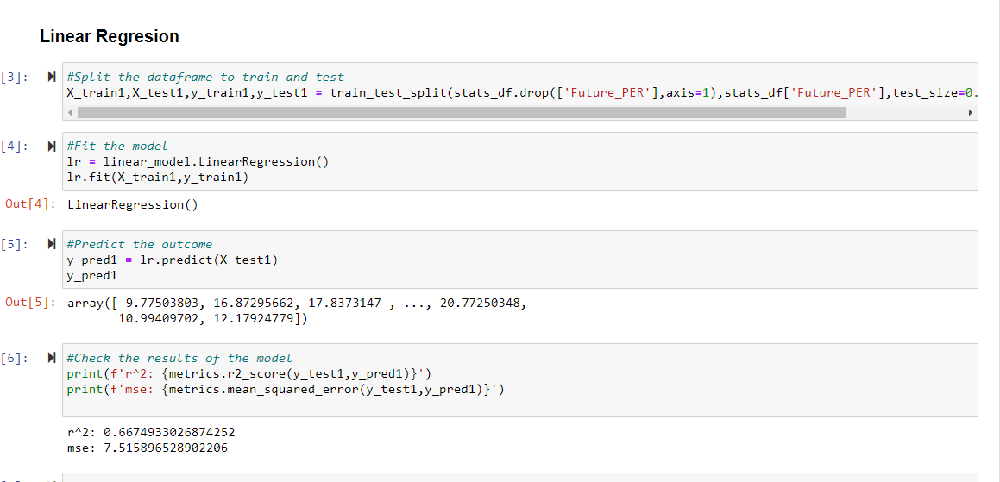 Linear Regresion
[3]:
#Split the dataframe to train and test
X_train1,X_test1,y_train1,y_test1 = train_test_split(stats_df.drop(['Future_PER'],axis=1),stats_df['Future_PER'],test_size=0.
[4]:
#Fit the model
lr = linear_model.LinearRegression()
lr.fit(X_train1,y_train1)
Out[4]: LinearRegression()
[5]:
#Predict the outcome
y_pred1 = lr.predict(X_test1)
y_pred1
Out[5]: array([ 9.77503803, 16.87295662, 17.8373147 , ..., 20.77250348,
10.99409702, 12.17924779])
[6]:
#Check the results of the model
print(f'r^2: {metrics.r2_score(y_test1,y_pred1)}')
print(f'mse: {metrics.mean_squared_error(y_test1,y_pred1)}')
r^2: 0.6674933026874252
mse: 7.515896528902206